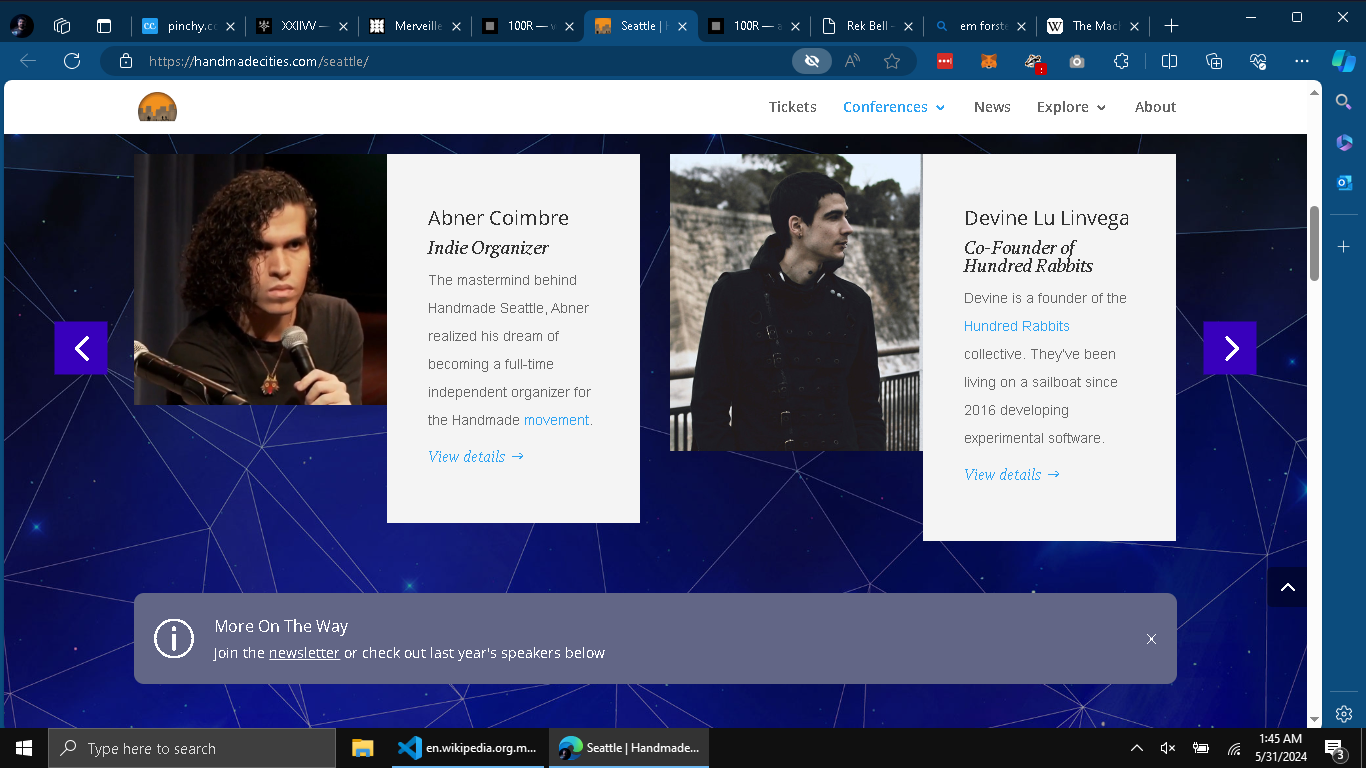 pinchy.cc
XXIIVV —
Merveille
100R — v
Seattle | H
100R — a
Rek Bell -
em forste
The Mach
https://handmadecities.com/seattle/
Tickets
Conferences
News
Explore
About
Abner Coimbre
Indie Organizer
The mastermind behind
Handmade Seattle, Abner
realized his dream of
becoming a full-time
independent organizer for
the Handmade movement.
View details →
Devine Lu Linvega
Co-Founder of
Hundred Rabbits
Devine is a founder of the
Hundred Rabbits
collective. They've been
living on a sailboat since
2016 developing
experimental software.
View details →
More On The Way
Join the newsletter or check out last year's speakers below
Type here to search
en.wikipedia.org.m...
Seattle | Handmade...
1:45 AM
5/31/2024
3